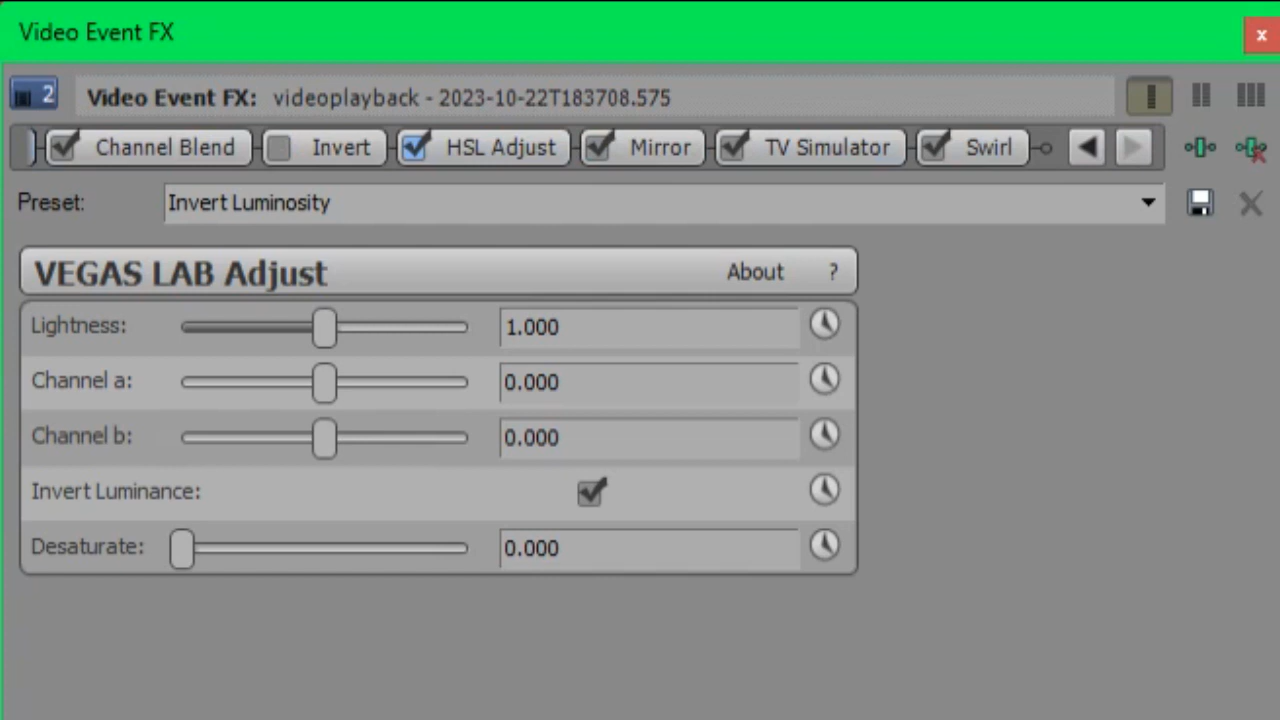 Video Event FX
x
2 Video Event FX: videoplayback - 2023-10-22T183708.575
Channel Blend Invert HSL Adjust Mirror TV Simulator Swirl
Preset: Invert Luminosity
VEGAS LAB Adjust About ?
Lightness: 1.000
Channel a: 0.000
Channel b: 0.000
Invert Luminance:
Desaturate: 0.000